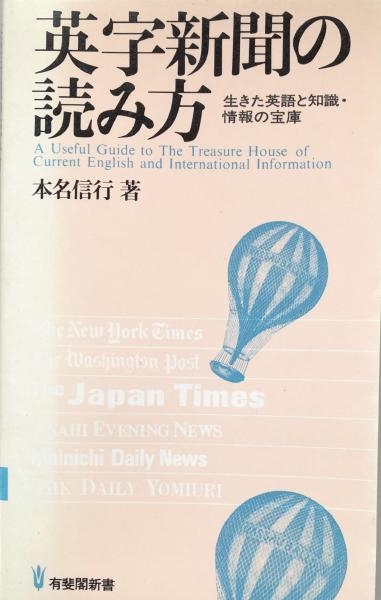 英字新聞の
読み方
生きた英語と知識・
情報の宝庫
A Useful Guide to The Treasure House of
Current English and International Information
本名信行 著
The New York Times
The Washington Post
The Japan Times
ASAHI EVENING NEWS
Mainichi Daily News
THE DAILY YOMIURI
有斐閣新書